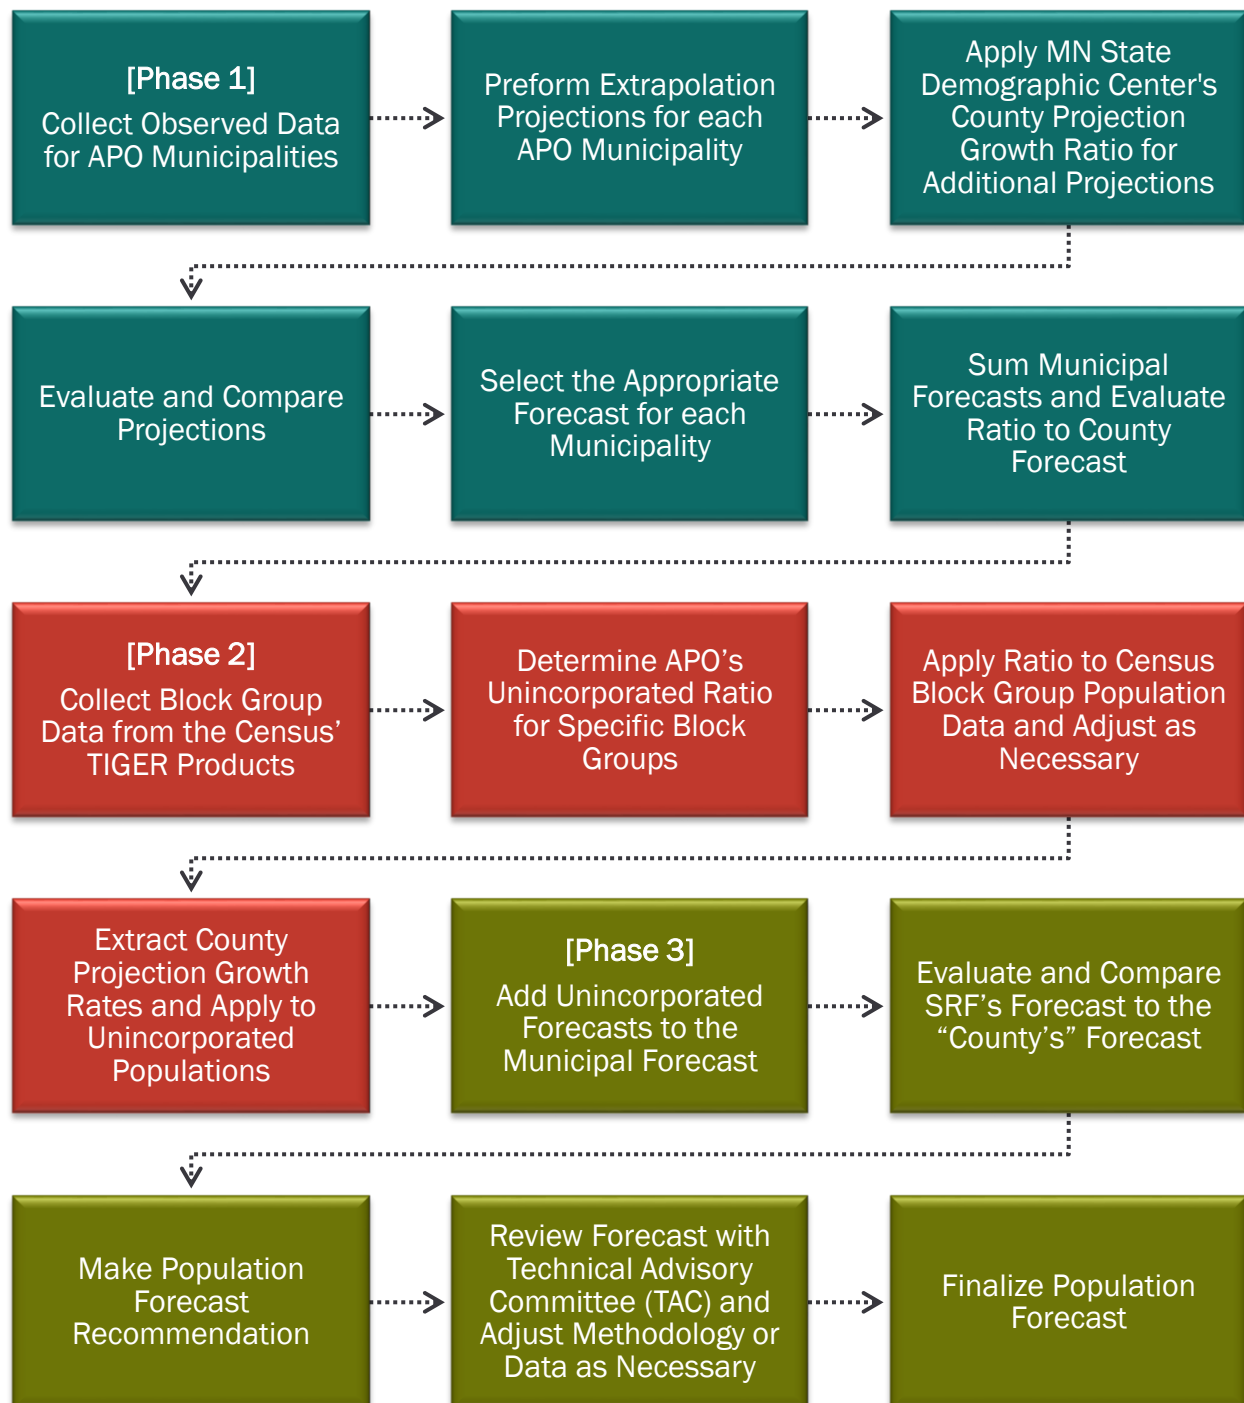 [Phase 1]
Collect Observed Data
for APO Municipalities
Preform Extrapolation
Projections for each
APO Municipality
Apply MN State
Demographic Center's
County Projection
Growth Ratio for
Additional Projections
Evaluate and Compare
Projections
Select the Appropriate
Forecast for each
Municipality
Sum Municipal
Forecasts and Evaluate
Ratio to County
Forecast
[Phase 2]
Collect Block Group
Data from the Census’
TIGER Products
Determine APO’s
Unincorporated Ratio
for Specific Block
Groups
Apply Ratio to Census
Block Group Population
Data and Adjust as
Necessary
Extract County
Projection Growth
Rates and Apply to
Unincorporated
Populations
[Phase 3]
Add Unincorporated
Forecasts to the
Municipal Forecast
Evaluate and Compare
SRF’s Forecast to the
“County’s” Forecast
Make Population
Forecast
Recommendation
Review Forecast with
Technical Advisory
Committee (TAC) and
Adjust Methodology or
Data as Necessary
Finalize Population
Forecast